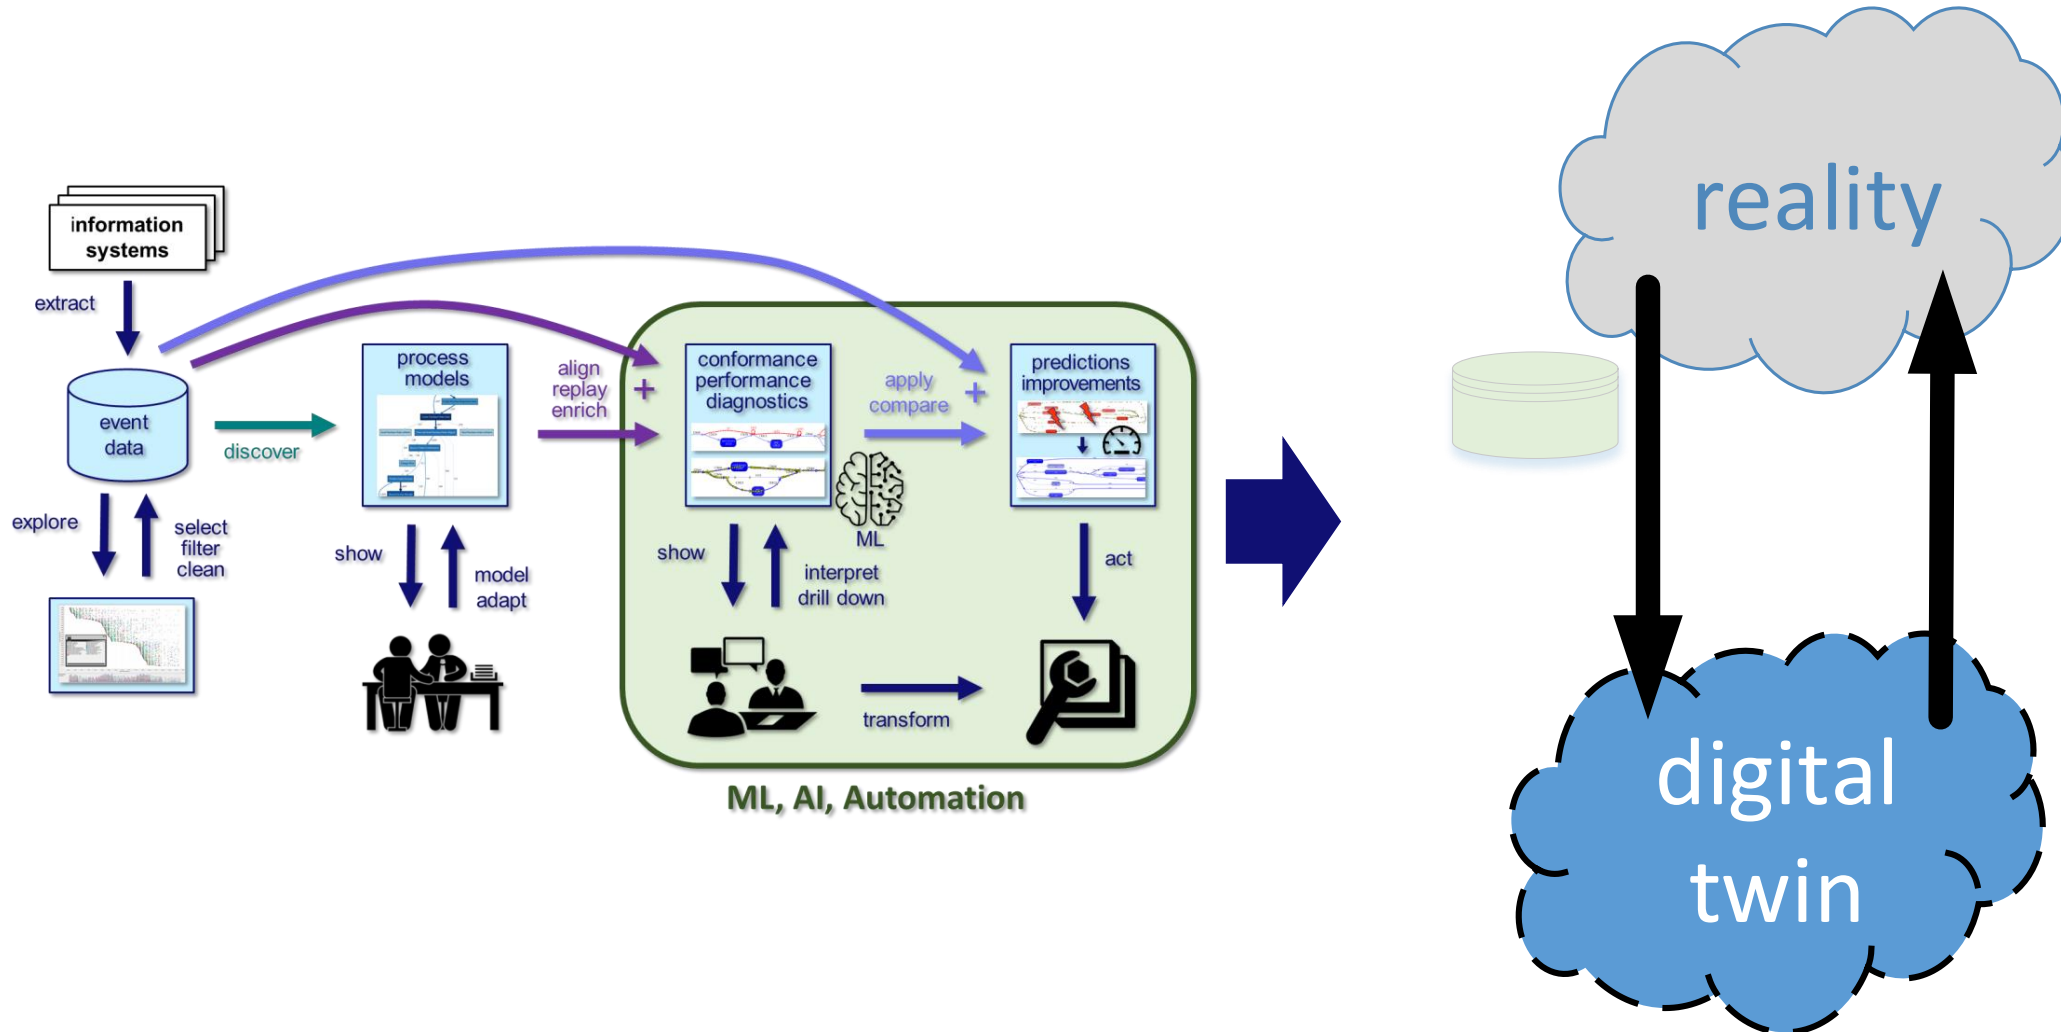 information
systems
extract
event
data
discover
explore
select
filter
clean
process
models
show
model
adapt
align
replay
enrich
+
conformance
performance
diagnostics
ML
show
interpret
drill down
apply
compare
+
predictions
improvements
act
transform
ML, AI, Automation
reality
digital
twin